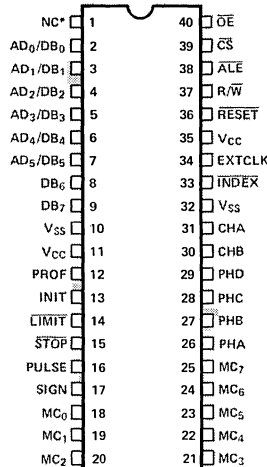 NC* 1 40 OE
AD0/DB0 2 39 CS
AD1/DB1 3 38 ALE
AD2/DB2 4 37 R/W
AD3/DB3 5 36 RESET
AD4/DB4 6 35 VCC
AD5/DB5 7 34 EXTCLK
DB6 8 33 INDEX
DB7 9 32 VSS
VSS 10 31 CHA
VCC 11 30 CHB
PROF 12 29 PHD
INIT 13 28 PHC
LIMIT 14 27 PHB
STOP 15 26 PHA
PULSE 16 25 MC7
SIGN 17 24 MC6
MC0 18 23 MC5
MC1 19 22 MC4
MC2 20 21 MC3